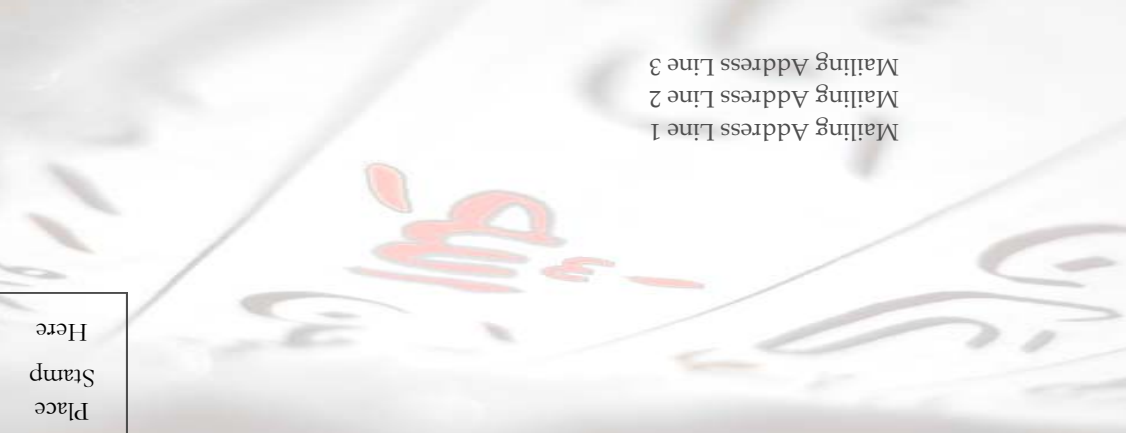 Place
Stamp
Here
Mailing Address Line 1
Mailing Address Line 2
Mailing Address Line 3